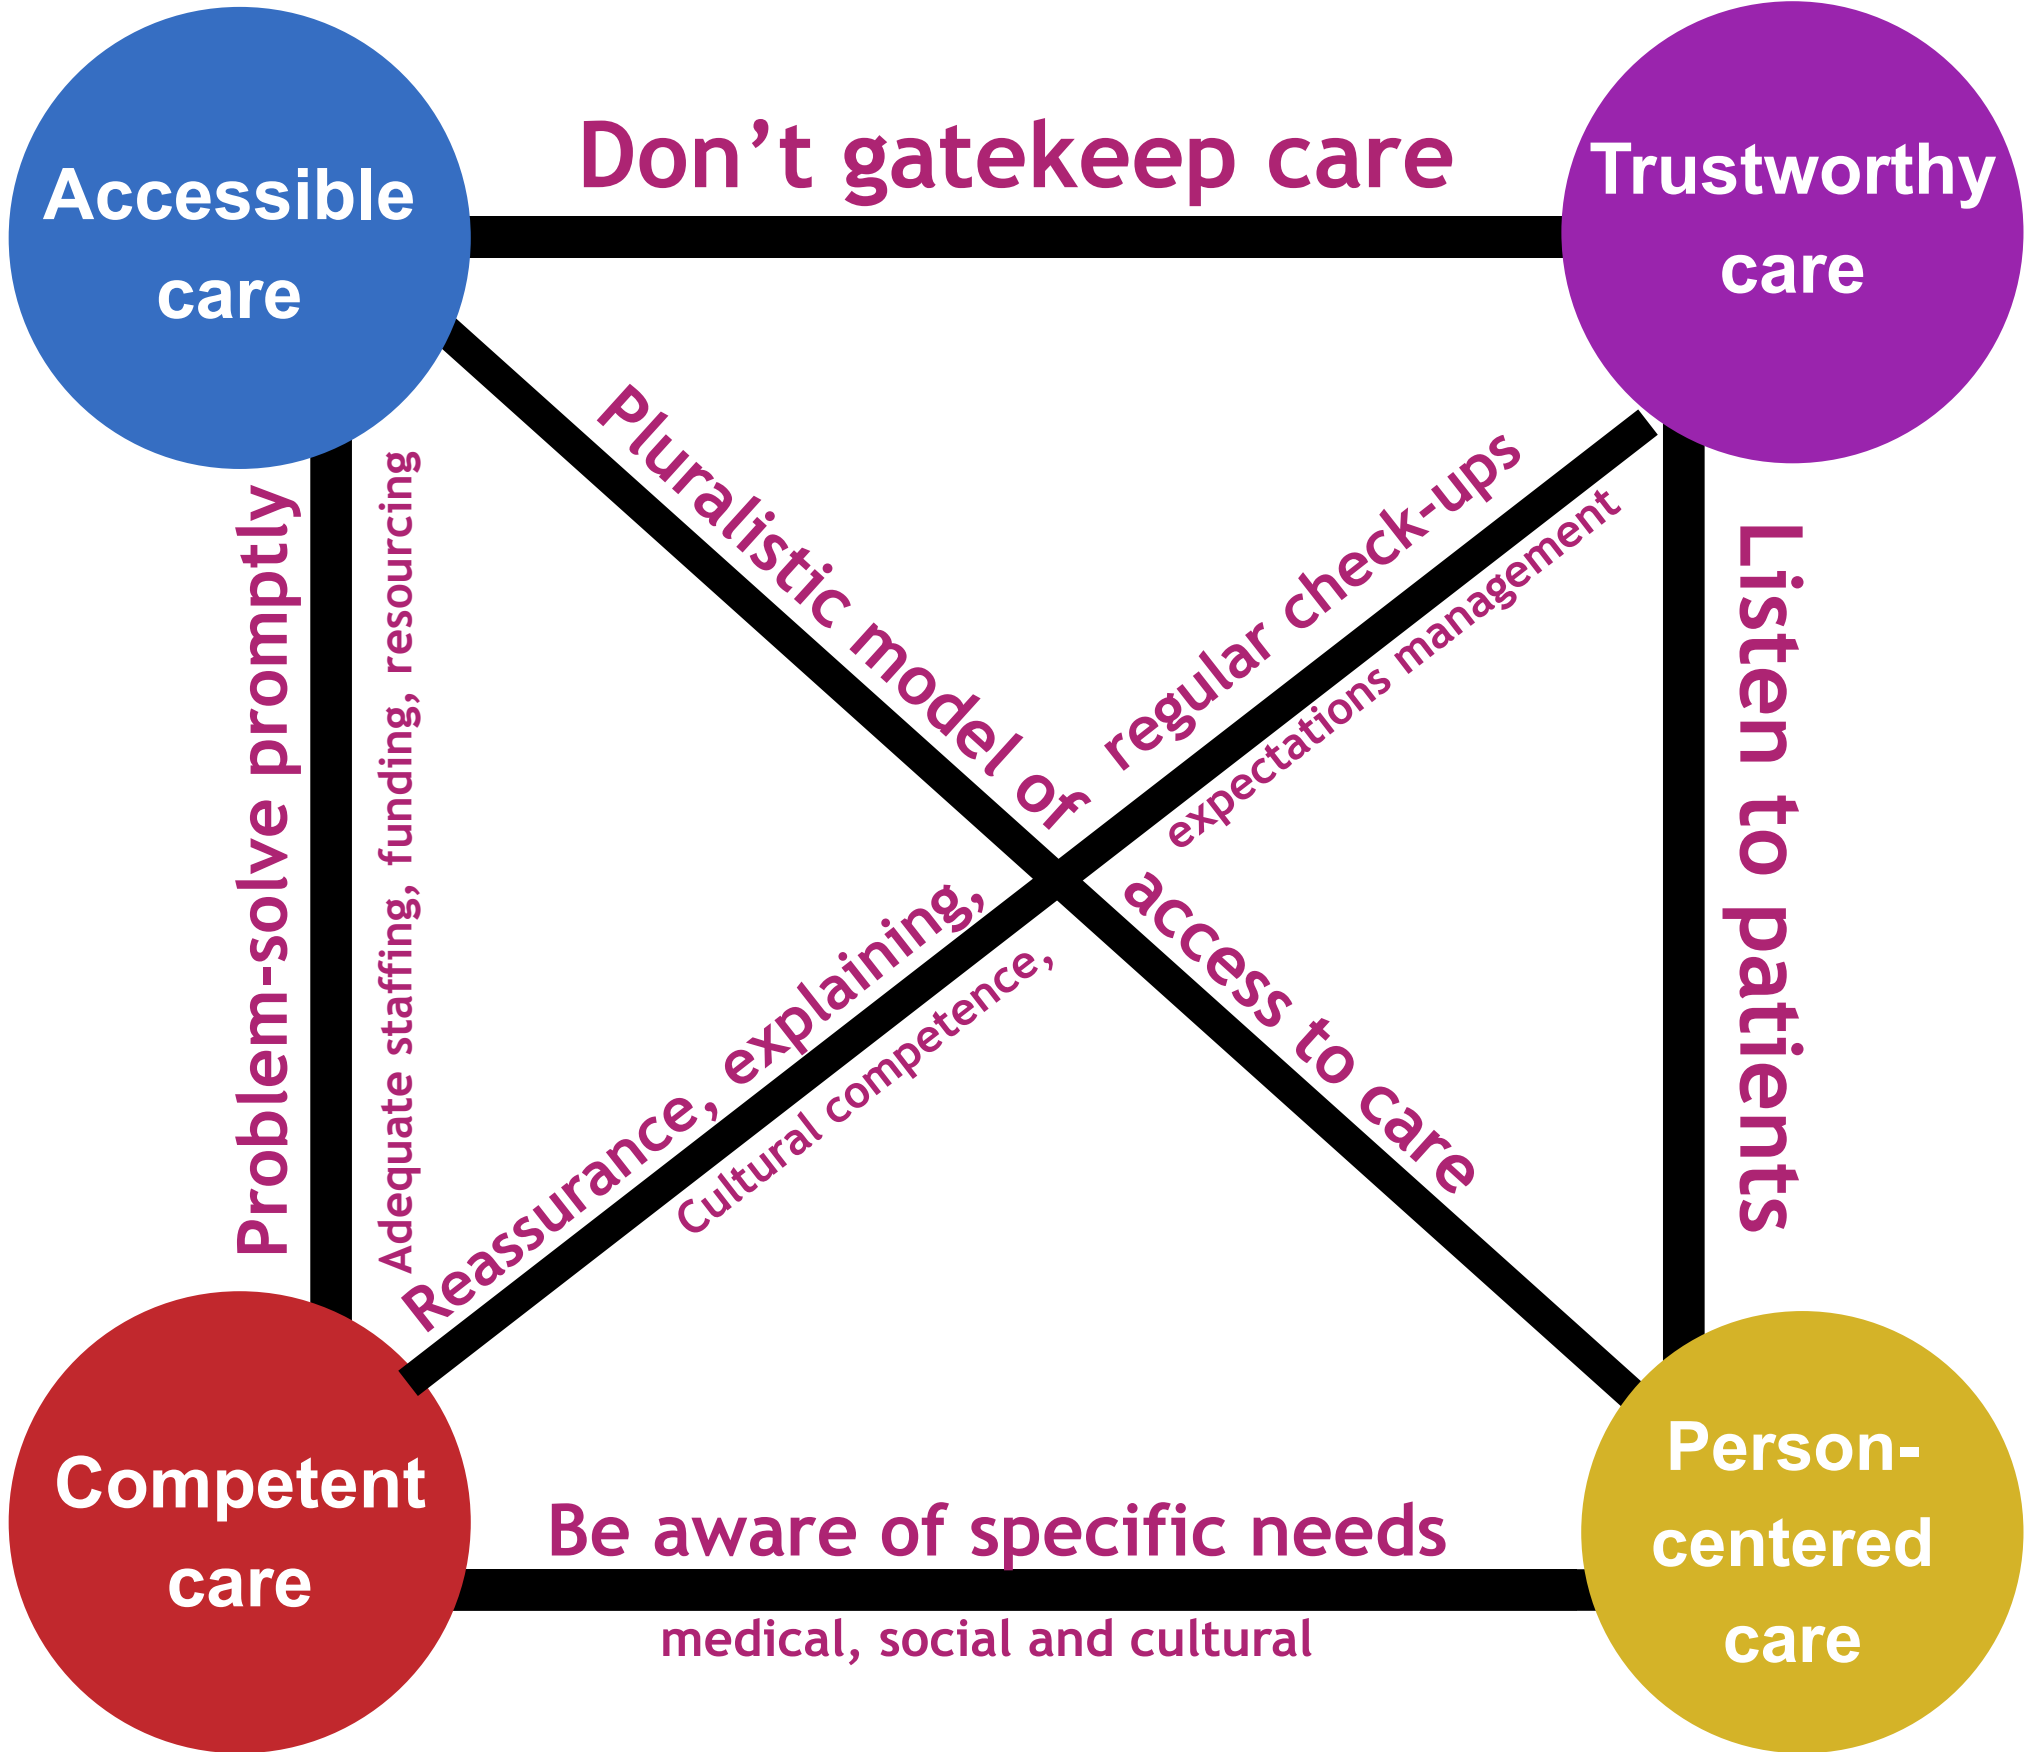 Don't gatekeep care
Accessible
care
Trustworthy
care
Pluralistic model of
access to care
Reassurance, explaining,
regular check-ups
Cultural competence,
expectations management
Problem-solve promptly
Adequate staffing, funding, resourcing
Listen to patients
Competent
care
Person-
centered
care
Be aware of specific needs
medical, social and cultural